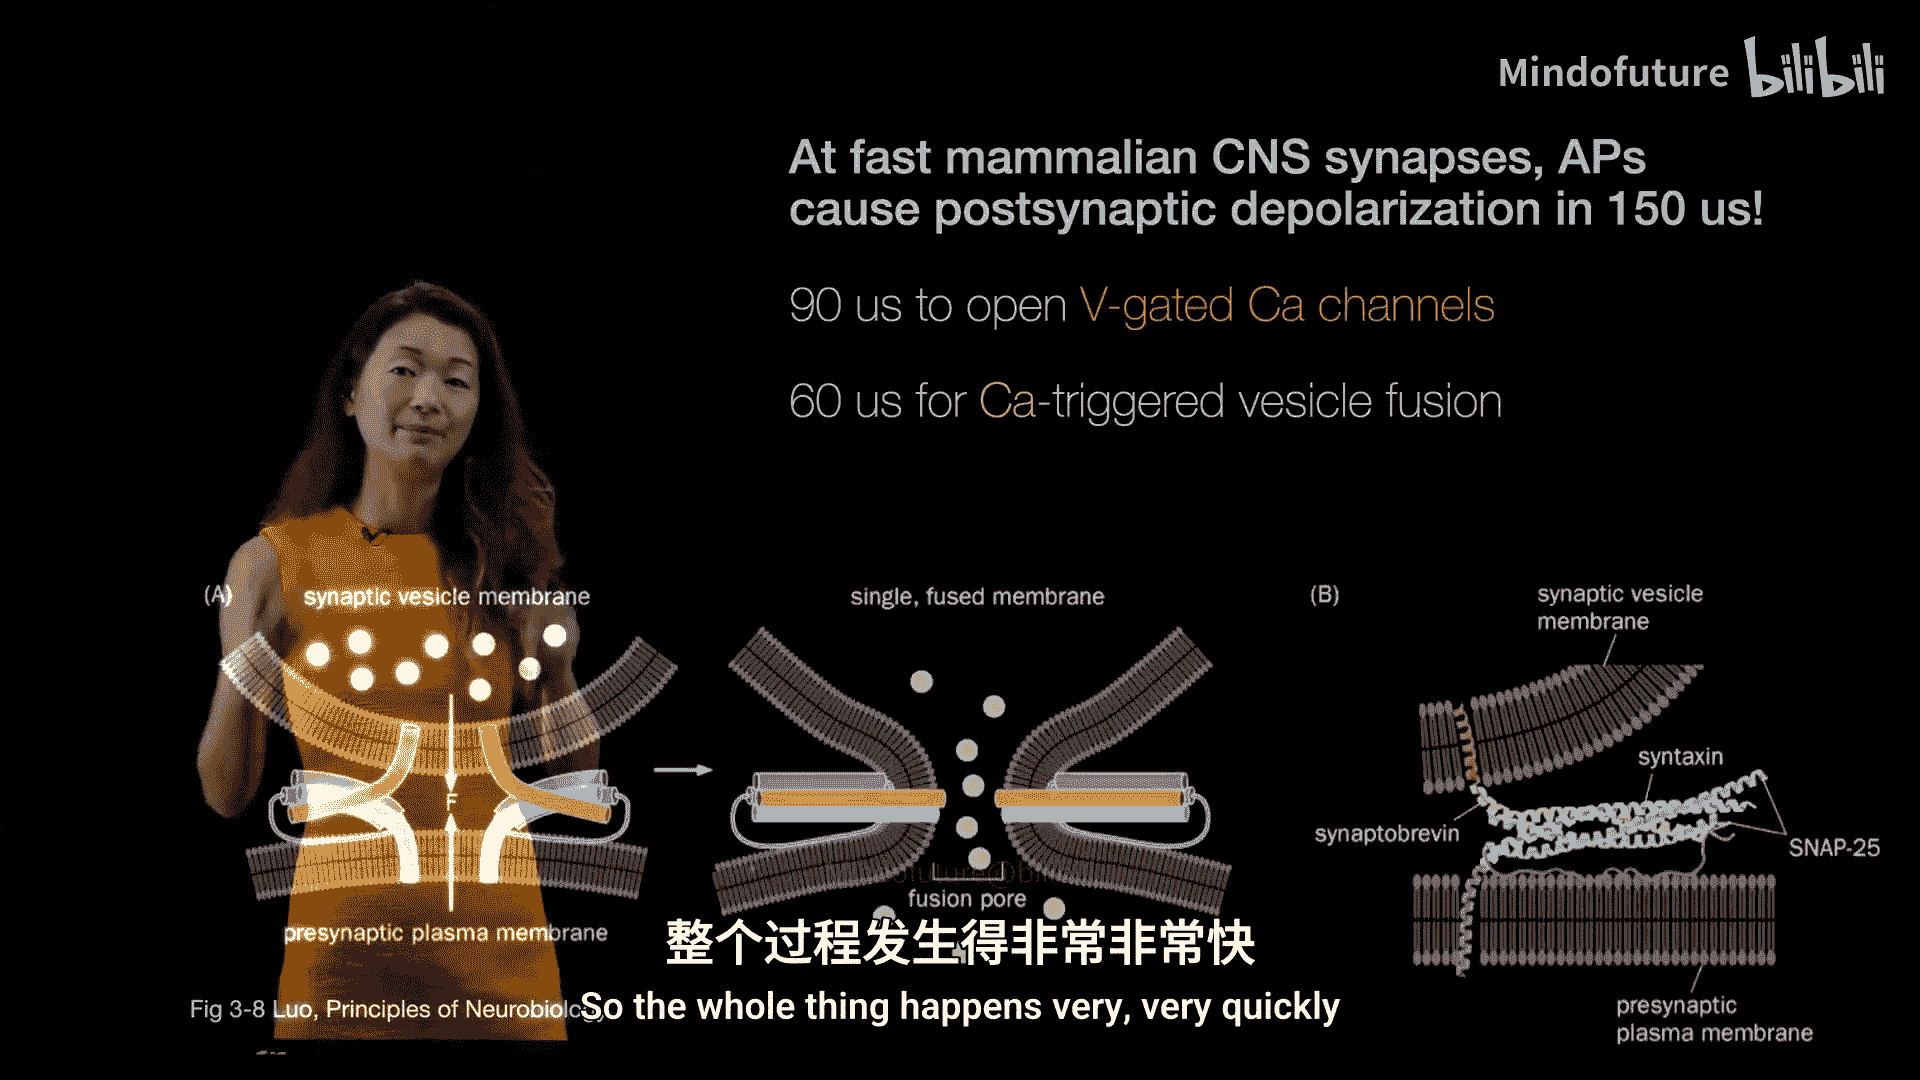 Mindofuture bilibili
At fast mammalian CNS synapses, APs
cause postsynaptic depolarization in 150 us!
90 us to open V-gated Ca channels
60 us for Ca-triggered vesicle fusion
(A)
synaptic vesicle membrane
F
presynaptic plasma membrane
single, fused membrane
fusion pore
(B)
synaptic vesicle
membrane
syntaxin
synaptobrevin
SNAP-25
presynaptic
plasma membrane
整个过程发生得非常非常快
Fig 3-8 Luo, Principles of Neurobiology
So the whole thing happens very, very quickly